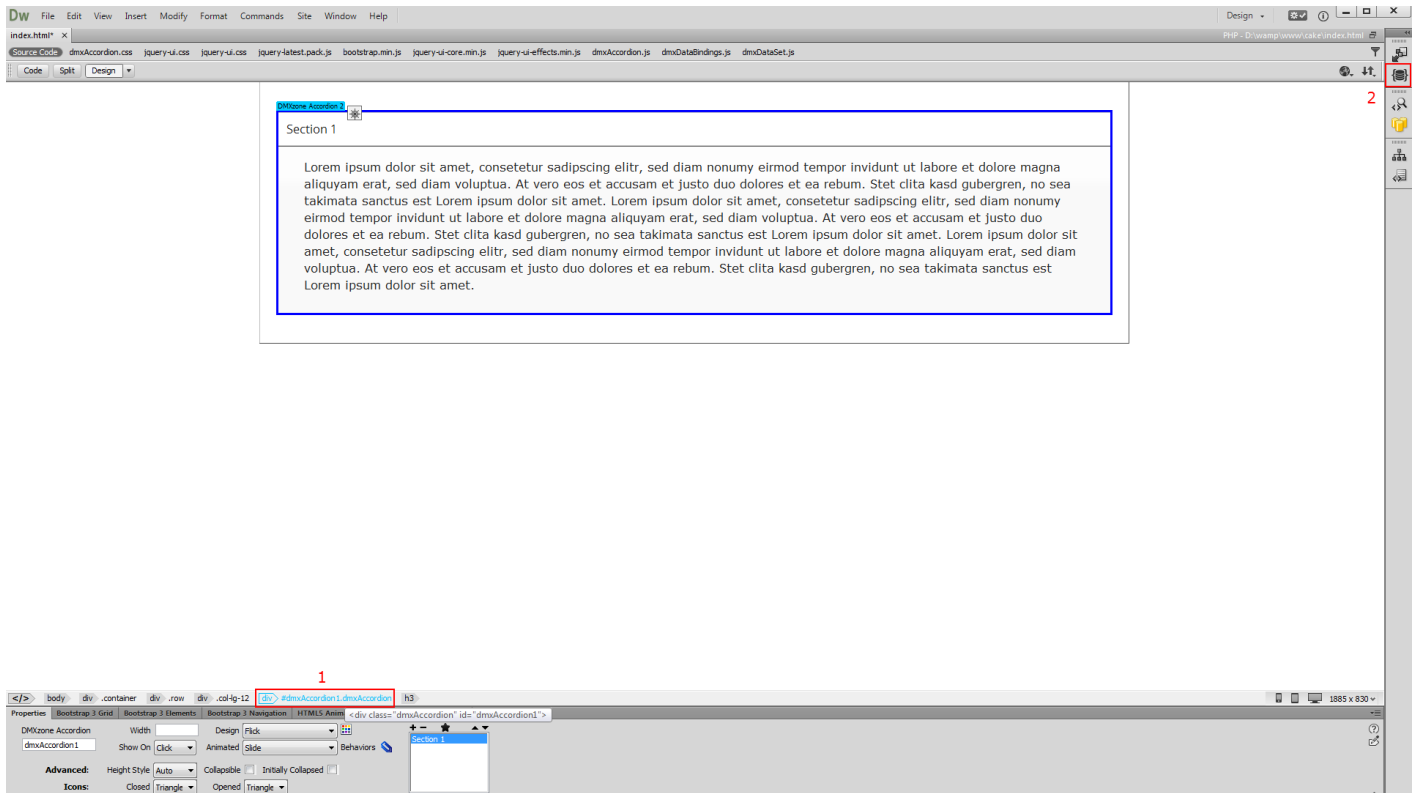 Dw File Edit View Insert Modify Format Commands Site Window Help Design
index.html* × PHP - D:\wamp\www\cake\index.html
Source Code dmxAccordion.css jquery-ui.css jquery-ui.css jquery-latest.pack.js bootstrap.min.js jquery-ui-core.min.js jquery-ui-effects.min.js dmxAccordion.js dmxDataBindings.js dmxDataSet.js
Code Split Design
2
DMXzone Accordion 2
Section 1
Lorem ipsum dolor sit amet, consetetur sadipscing elitr, sed diam nonumy eirmod tempor invidunt ut labore et dolore magna
aliquyam erat, sed diam voluptua. At vero eos et accusam et justo duo dolores et ea rebum. Stet clita kasd gubergren, no sea
takimata sanctus est Lorem ipsum dolor sit amet. Lorem ipsum dolor sit amet, consetetur sadipscing elitr, sed diam nonumy
eirmod tempor invidunt ut labore et dolore magna aliquyam erat, sed diam voluptua. At vero eos et accusam et justo duo
dolores et ea rebum. Stet clita kasd gubergren, no sea takimata sanctus est Lorem ipsum dolor sit amet. Lorem ipsum dolor sit
amet, consetetur sadipscing elitr, sed diam nonumy eirmod tempor invidunt ut labore et dolore magna aliquyam erat, sed diam
voluptua. At vero eos et accusam et justo duo dolores et ea rebum. Stet clita kasd gubergren, no sea takimata sanctus est
Lorem ipsum dolor sit amet.
1
</> body div .container div .row div .col-lg-12 div #dmxAccordion1.dmxAccordion h3 1885 x 830
Properties Bootstrap 3 Grid Bootstrap 3 Elements Bootstrap 3 Navigation HTML5 Anim <div class="dmxAccordion" id="dmxAccordion1">
DMXzone Accordion Width Design Flick
dmxAccordion1 Show On Click Animated Slide Behaviors Section 1
Advanced: Height Style Auto Collapsible Initially Collapsed
Icons: Closed Triangle Opened Triangle